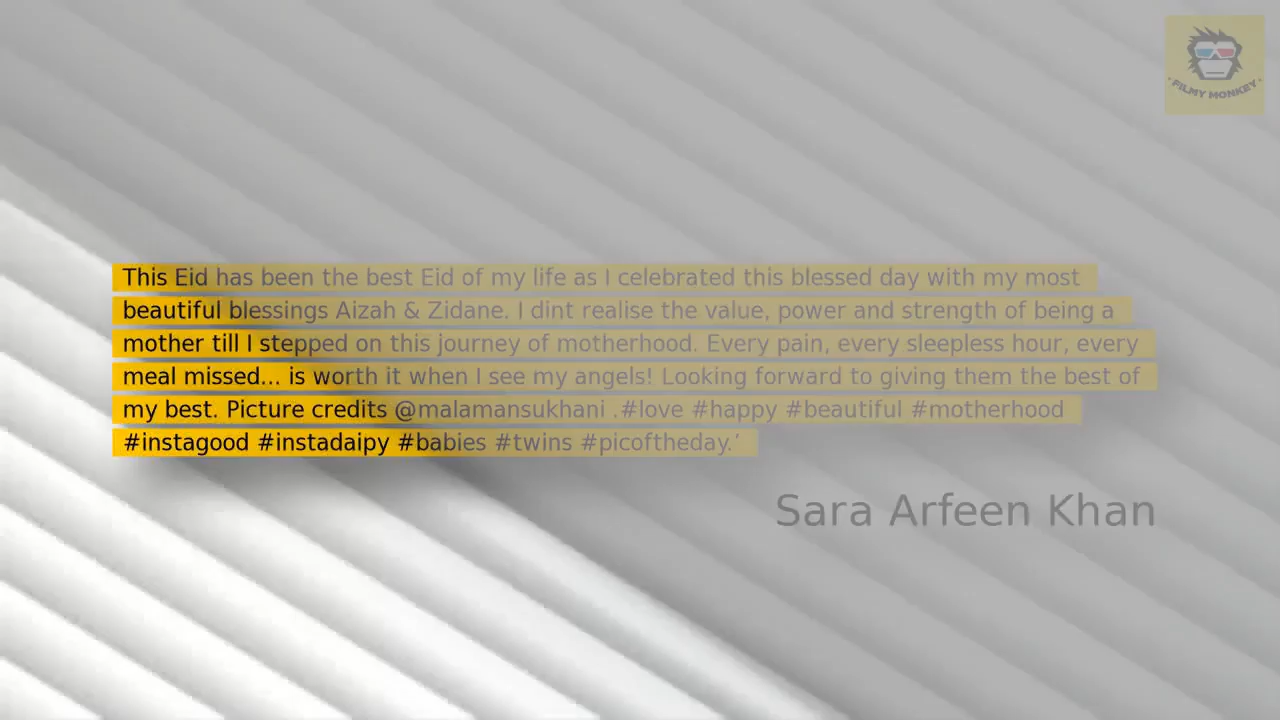 FILMY MONKEY
This Eid has been the best Eid of my life as I celebrated this blessed day with my most
beautiful blessings Aizah & Zidane. I dint realise the value, power and strength of being a
mother till I stepped on this journey of motherhood. Every pain, every sleepless hour, every
meal missed... is worth it when I see my angels! Looking forward to giving them the best of
my best. Picture credits @malamansukhani .#love #happy #beautiful #motherhood
#instagood #instadaipy #babies #twins #picoftheday.’
Sara Arfeen Khan